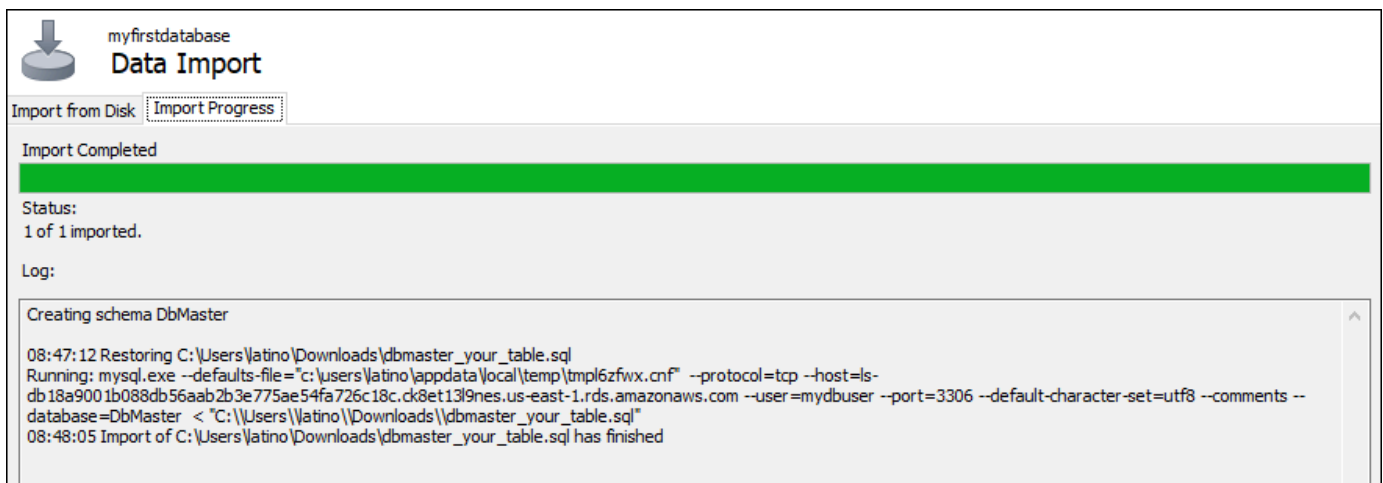 myfirstdatabase
Data Import
Import from Disk Import Progress
Import Completed
Status:
1 of 1 imported.
Log:
Creating schema DbMaster
08:47:12 Restoring C:\Users\latino\Downloads\dbmaster_your_table.sql
Running: mysql.exe --defaults-file="c:\users\latino\appdata\local\temp\tmpl6zfwx.cnf"  --protocol=tcp --host=ls-
db18a9001b088db56aab2b3e775ae54fa726c18c.ck8et13l9nes.us-east-1.rds.amazonaws.com --user=mydbuser --port=3306 --default-character-set=utf8 --comments --
database=DbMaster  < "C:\\Users\\latino\\Downloads\\dbmaster_your_table.sql"
08:48:05 Import of C:\Users\latino\Downloads\dbmaster_your_table.sql has finished